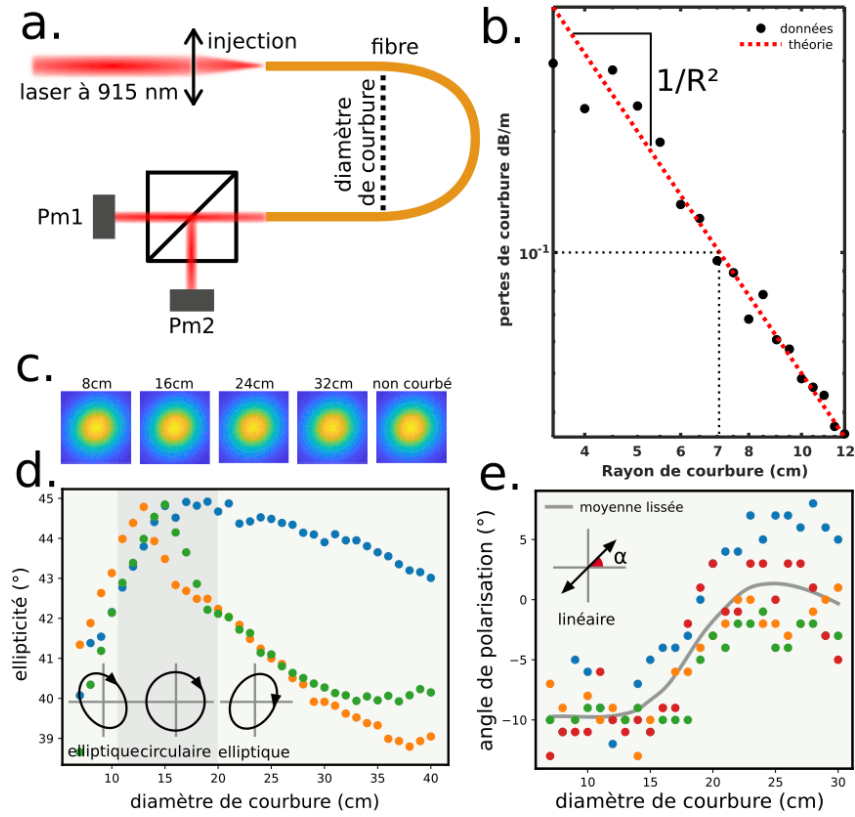 a.
injection
fibre
laser à 915 nm
diamètre
de courbure
Pm1
Pm2
b.
données
théorie
1/R²
pertes de courbure dB/m
10⁻¹
4
5
6
7
8
10
12
Rayon de courbure (cm)
c.
8cm
16cm
24cm
32cm
non courbé
d.
ellipticité (°)
45
44
43
42
41
40
39
elliptique
circulaire
elliptique
10
15
20
25
30
35
40
diamètre de courbure (cm)
e.
moyenne lissée
α
linéaire
angle de polarisation (°)
5
0
−5
−10
10
15
20
25
30
diamètre de courbure (cm)